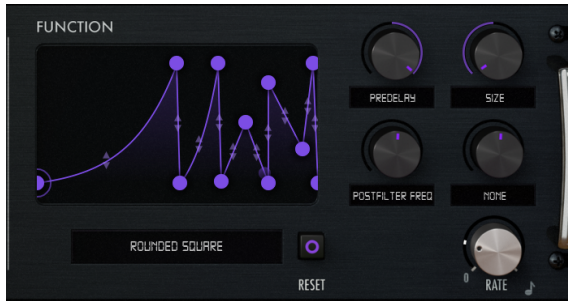 FUNCTION
PREDELAY
SIZE
POSTFILTER FREQ
NONE
ROUNDED SQUARE
RESET
0
RATE